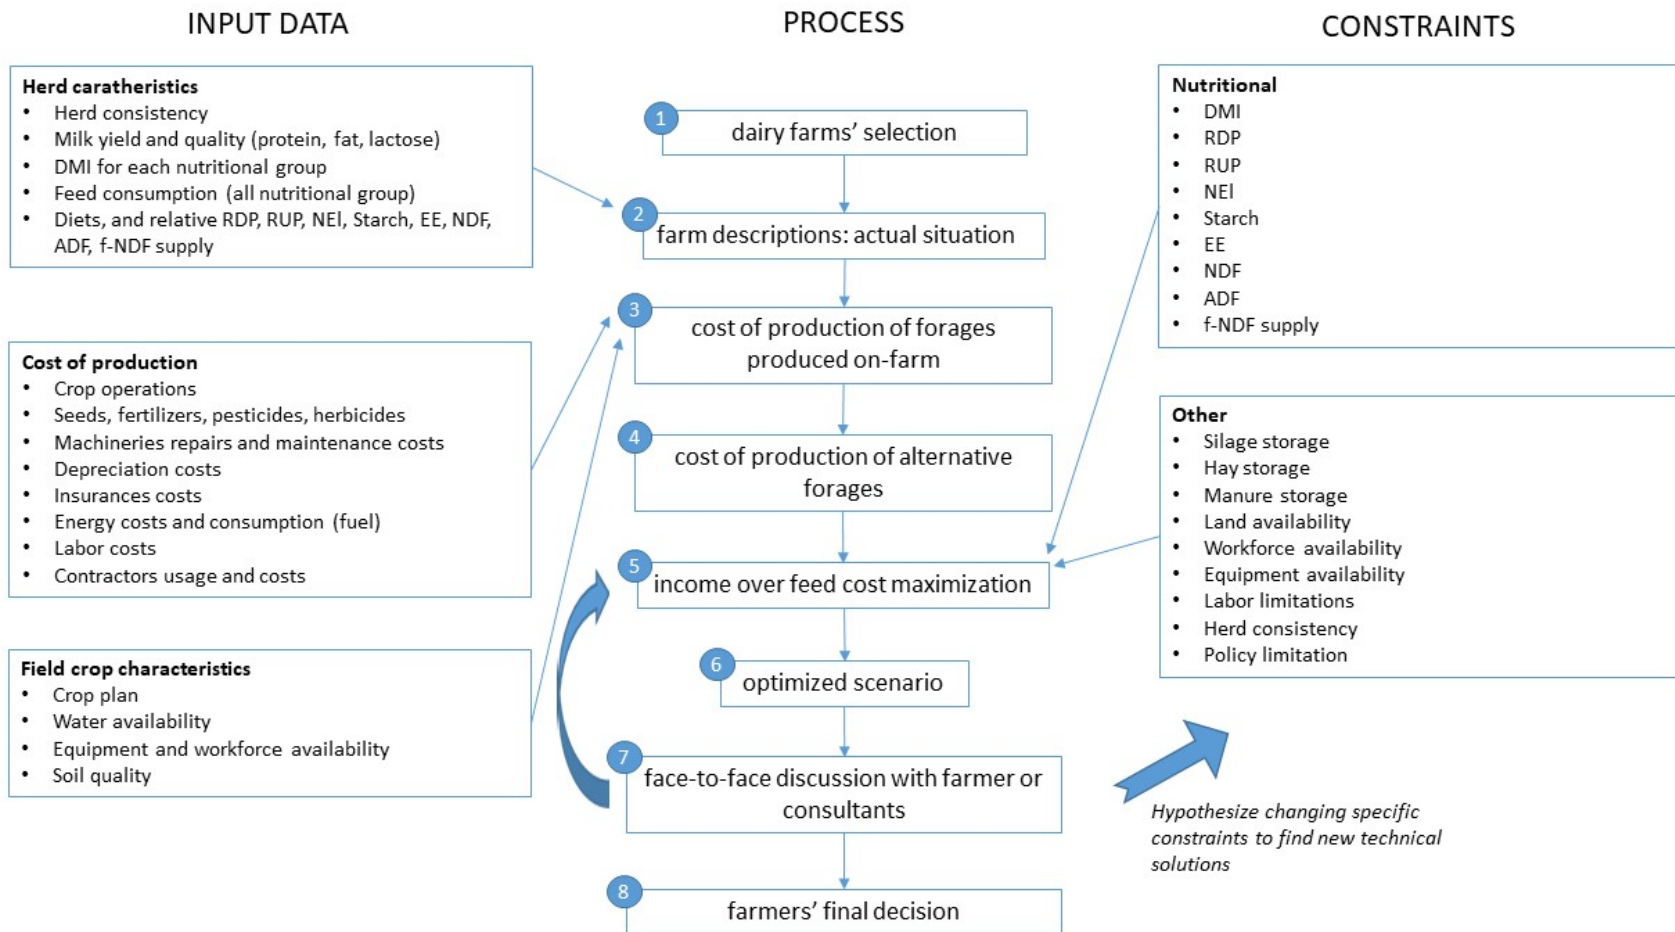 INPUT DATA
Herd caratheristics
• Herd consistency
• Milk yield and quality (protein, fat, lactose)
• DMI for each nutritional group
• Feed consumption (all nutritional group)
• Diets, and relative RDP, RUP, NEl, Starch, EE, NDF,
ADF, f-NDF supply
Cost of production
• Crop operations
• Seeds, fertilizers, pesticides, herbicides
• Machineries repairs and maintenance costs
• Depreciation costs
• Insurances costs
• Energy costs and consumption (fuel)
• Labor costs
• Contractors usage and costs
Field crop characteristics
• Crop plan
• Water availability
• Equipment and workforce availability
• Soil quality
PROCESS
1
dairy farms’ selection
2
farm descriptions: actual situation
3
cost of production of forages
produced on-farm
4
cost of production of alternative
forages
5
income over feed cost maximization
6
optimized scenario
7
face-to-face discussion with farmer or
consultants
8
farmers’ final decision
CONSTRAINTS
Nutritional
• DMI
• RDP
• RUP
• NEl
• Starch
• EE
• NDF
• ADF
• f-NDF supply
Other
• Silage storage
• Hay storage
• Manure storage
• Land availability
• Workforce availability
• Equipment availability
• Labor limitations
• Herd consistency
• Policy limitation
Hypothesize changing specific
constraints to find new technical
solutions